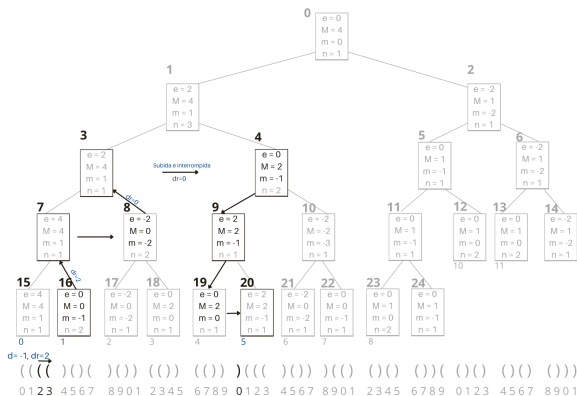 0
e = 0
M = 4
m = 0
n = 1
1
e = 2
M = 4
m = 1
n = 3
2
e = -2
M = 1
m = -2
n = 1
3
e = 2
M = 4
m = 1
n = 1
Subida é interrompida
dr=0
4
e = 0
M = 2
m = -1
n = 2
5
e = 0
M = 1
m = -1
n = 1
6
e = -2
M = 1
m = -2
n = 1
dr=0
7
e = 4
M = 4
m = 1
n = 1
8
e = -2
M = 0
m = -2
n = 2
9
e = 2
M = 2
m = -1
n = 1
10
e = -2
M = -2
m = -3
n = 1
11
e = 0
M = 1
m = -1
n = 1
12
e = 0
M = 1
m = 0
n = 1
10
13
e = 0
M = 1
m = 0
n = 1
11
14
e = -2
M = 1
m = -2
n = 1
dr=2
15
e = 4
M = 4
m = 1
n = 1
0
16
e = 0
M = 0
m = -1
n = 2
1
17
e = -2
M = 0
m = -2
n = 1
2
18
e = 0
M = 0
m = -1
n = 1
3
19
e = 0
M = 2
m = 0
n = 1
4
20
e = 2
M = 2
m = -1
n = 1
5
21
e = -2
M = -2
m = -1
n = 1
6
22
e = 0
M = 0
m = -1
n = 1
7
23
e = 0
M = 0
m = 0
n =2
8
24
e = 0
M = 1
m = -1
n = 1
d= -1, dr=2
0 1 2 3 4 5 6 7 8 9 0 1 2 3 4 5 6 7 8 9 0 1 2 3 4 5 6 7 8 9 0 1 2 3 4 5 6 7 8 9 0 1 2 3 4 5 6 7 8 9 0 1